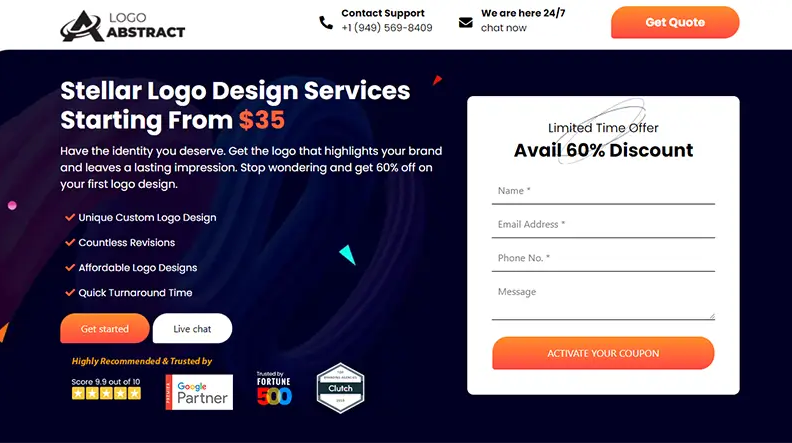 LOGO
ABSTRACT
Contact Support
+1 (949) 569-8409
We are here 24/7
chat now
Get Quote
Stellar Logo Design Services
Starting From $35
Have the identity you deserve. Get the logo that highlights your brand
and leaves a lasting impression. Stop wondering and get 60% off on
your first logo design.
Unique Custom Logo Design
Countless Revisions
Affordable Logo Designs
Quick Turnaround Time
Get started
Live chat
Highly Recommended & Trusted by
Score 9.9 out of 10
PREMIER
Google
Partner
Trusted by
FORTUNE
500
TOP
BRANDING AGENCIES
Clutch
Limited Time Offer
Avail 60% Discount
Name *
Email Address *
Phone No. *
Message
ACTIVATE YOUR COUPON